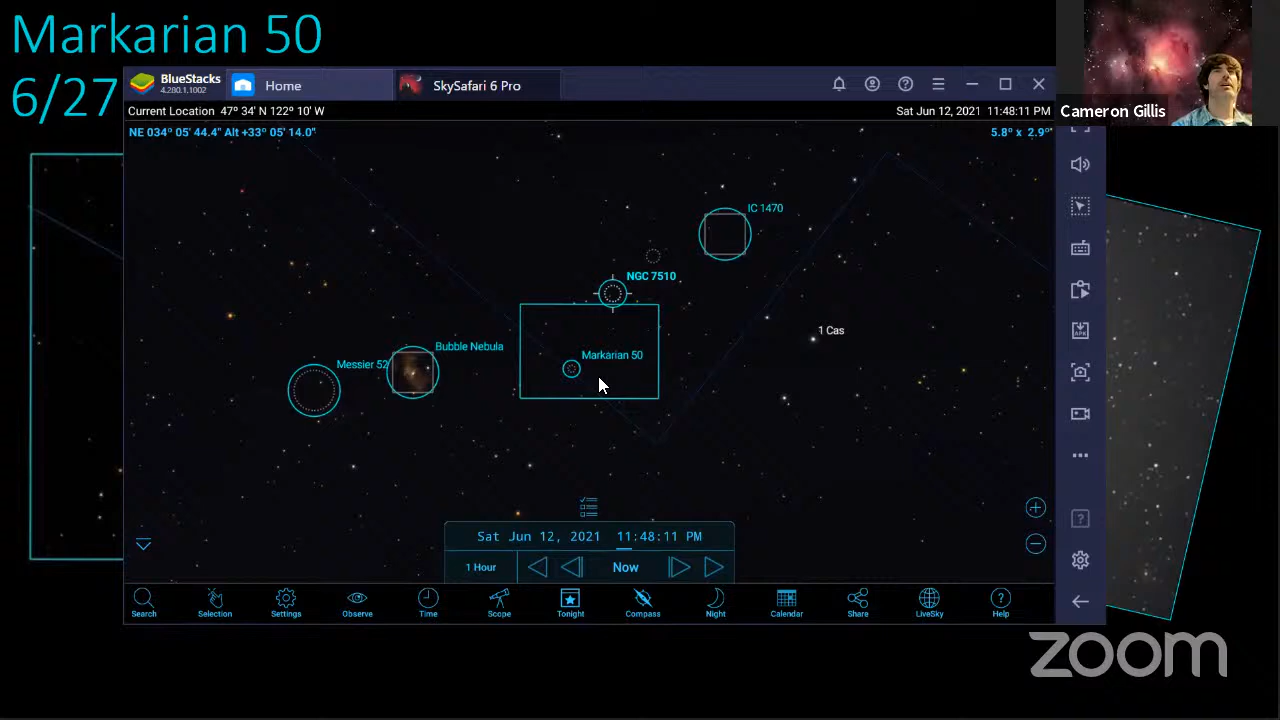 Markarian 50
6/27
BlueStacks
4.280.1.1002
Home
SkySafari 6 Pro
Cameron Gillis
Current Location 47° 34' N 122° 10' W
Sat Jun 12, 2021 11:48:11 PM
NE 034° 05' 44.4" Alt +33° 05' 14.0"
5.8° x 2.9°
IC 1470
NGC 7510
1 Cas
Bubble Nebula
Markarian 50
Messier 52
Sat Jun 12, 2021 11:48:11 PM
1 Hour
Now
Search
Selection
Settings
Observe
Time
Scope
Tonight
Compass
Night
Calendar
Share
LiveSky
Help
zoom